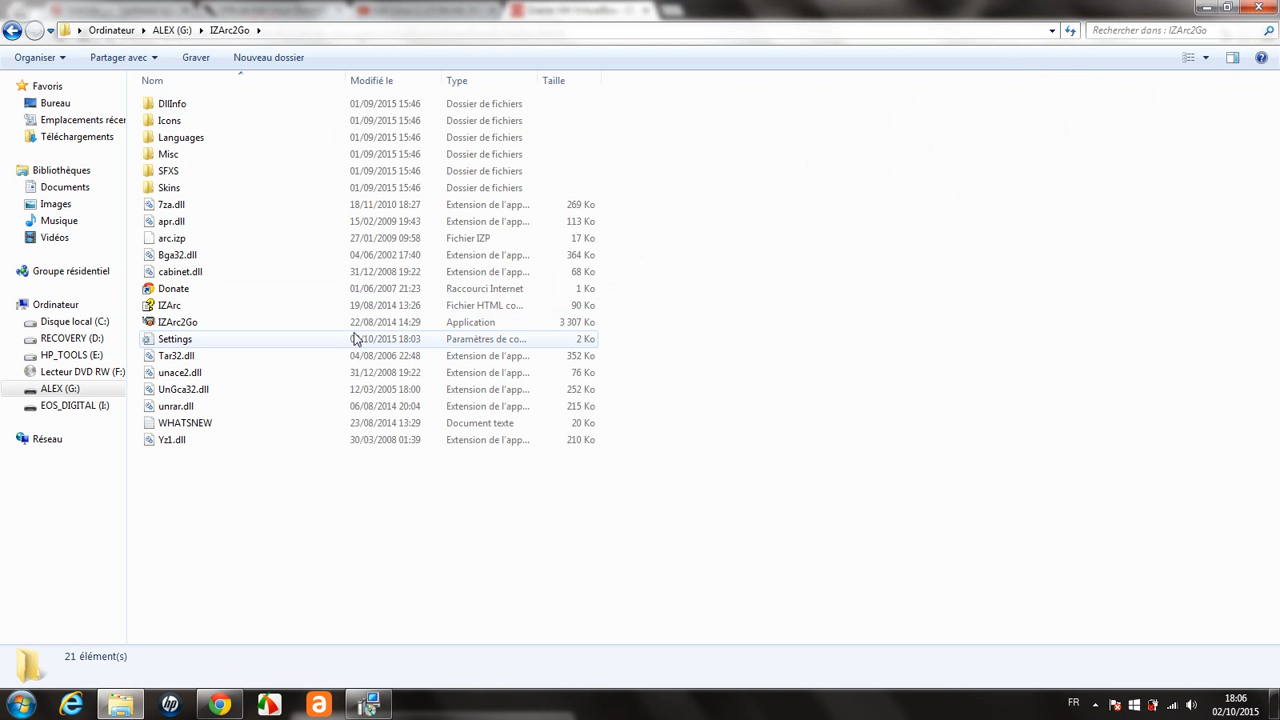 Ordinateur ▸ ALEX (G:) ▸ IZArc2Go ▸
Rechercher dans : IZArc2Go
Organiser Partager avec Graver Nouveau dossier
Nom Modifié le Type Taille
Favoris
Bureau
Emplacements récer
Téléchargements
Bibliothèques
Documents
Images
Musique
Vidéos
Groupe résidentiel
Ordinateur
Disque local (C:)
RECOVERY (D:)
HP_TOOLS (E:)
Lecteur DVD RW (F:)
ALEX (G:)
EOS_DIGITAL (I:)
Réseau
DllInfo 01/09/2015 15:46 Dossier de fichiers
Icons 01/09/2015 15:46 Dossier de fichiers
Languages 01/09/2015 15:46 Dossier de fichiers
Misc 01/09/2015 15:46 Dossier de fichiers
SFXS 01/09/2015 15:46 Dossier de fichiers
Skins 01/09/2015 15:46 Dossier de fichiers
7za.dll 18/11/2010 18:27 Extension de l'app... 269 Ko
apr.dll 15/02/2009 19:43 Extension de l'app... 113 Ko
arc.izp 27/01/2009 09:58 Fichier IZP 17 Ko
Bga32.dll 04/06/2002 17:40 Extension de l'app... 364 Ko
cabinet.dll 31/12/2008 19:22 Extension de l'app... 68 Ko
Donate 01/06/2007 21:23 Raccourci Internet 1 Ko
IZArc 19/08/2014 13:26 Fichier HTML co... 90 Ko
IZArc2Go 22/08/2014 14:29 Application 3 307 Ko
Settings /10/2015 18:03 Paramètres de co... 2 Ko
Tar32.dll 04/08/2006 22:48 Extension de l'app... 352 Ko
unace2.dll 31/12/2008 19:22 Extension de l'app... 76 Ko
UnGca32.dll 12/03/2005 18:00 Extension de l'app... 252 Ko
unrar.dll 06/08/2014 20:04 Extension de l'app... 215 Ko
WHATSNEW 23/08/2014 13:29 Document texte 20 Ko
Yz1.dll 30/03/2008 01:39 Extension de l'app... 210 Ko
21 élément(s)
FR
18:06
02/10/2015